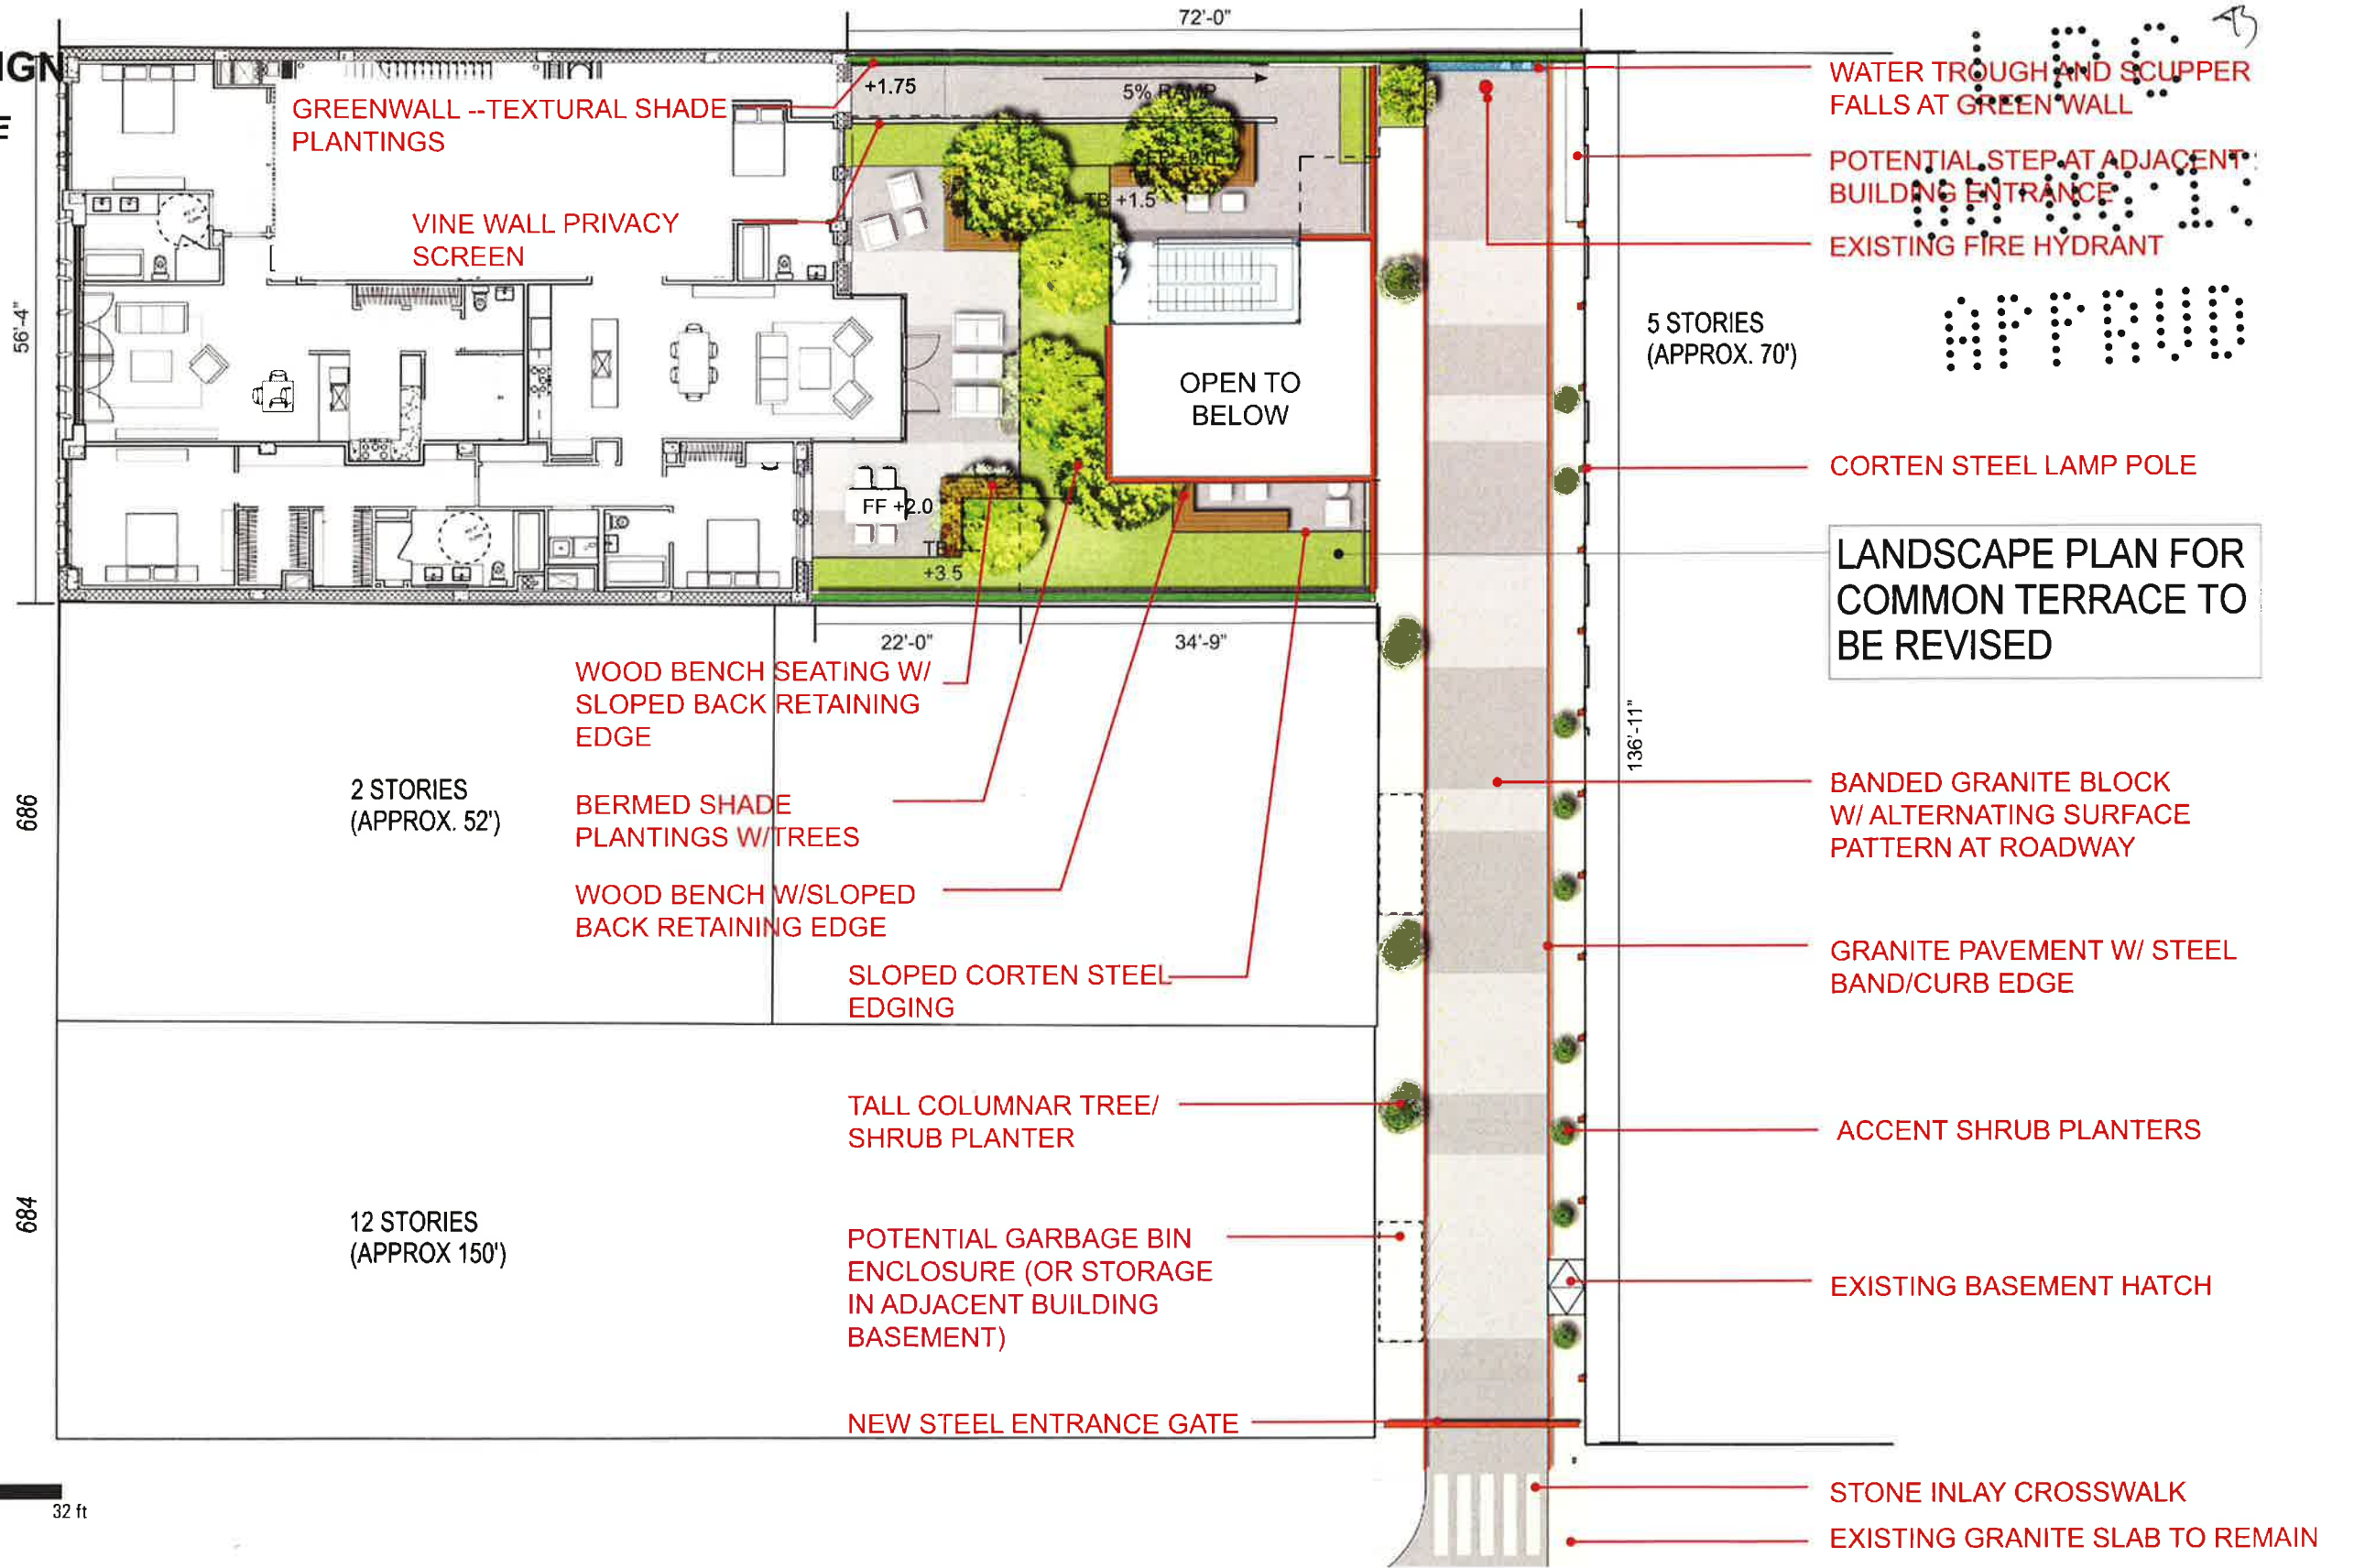 72'-0"
IGN
GREENWALL --TEXTURAL SHADE
PLANTINGS
+1.75
5% RAMP
VINE WALL PRIVACY
SCREEN
TB +1.5
56'-4"
OPEN TO
BELOW
FF +2.0
+3.5
22'-0"
34'-9"
WATER TROUGH AND SCUPPER
FALLS AT GREEN WALL
POTENTIAL STEP AT ADJACENT
BUILDING ENTRANCE
EXISTING FIRE HYDRANT
LPC
APPRUD
5 STORIES
(APPROX. 70')
CORTEN STEEL LAMP POLE
LANDSCAPE PLAN FOR
COMMON TERRACE TO
BE REVISED
136'-11"
WOOD BENCH SEATING W/
SLOPED BACK RETAINING
EDGE
2 STORIES
(APPROX. 52')
686
BERMED SHADE
PLANTINGS W/TREES
WOOD BENCH W/SLOPED
BACK RETAINING EDGE
SLOPED CORTEN STEEL
EDGING
BANDED GRANITE BLOCK
W/ ALTERNATING SURFACE
PATTERN AT ROADWAY
GRANITE PAVEMENT W/ STEEL
BAND/CURB EDGE
TALL COLUMNAR TREE/
SHRUB PLANTER
ACCENT SHRUB PLANTERS
684
12 STORIES
(APPROX 150')
POTENTIAL GARBAGE BIN
ENCLOSURE (OR STORAGE
IN ADJACENT BUILDING
BASEMENT)
EXISTING BASEMENT HATCH
NEW STEEL ENTRANCE GATE
32 ft
STONE INLAY CROSSWALK
EXISTING GRANITE SLAB TO REMAIN